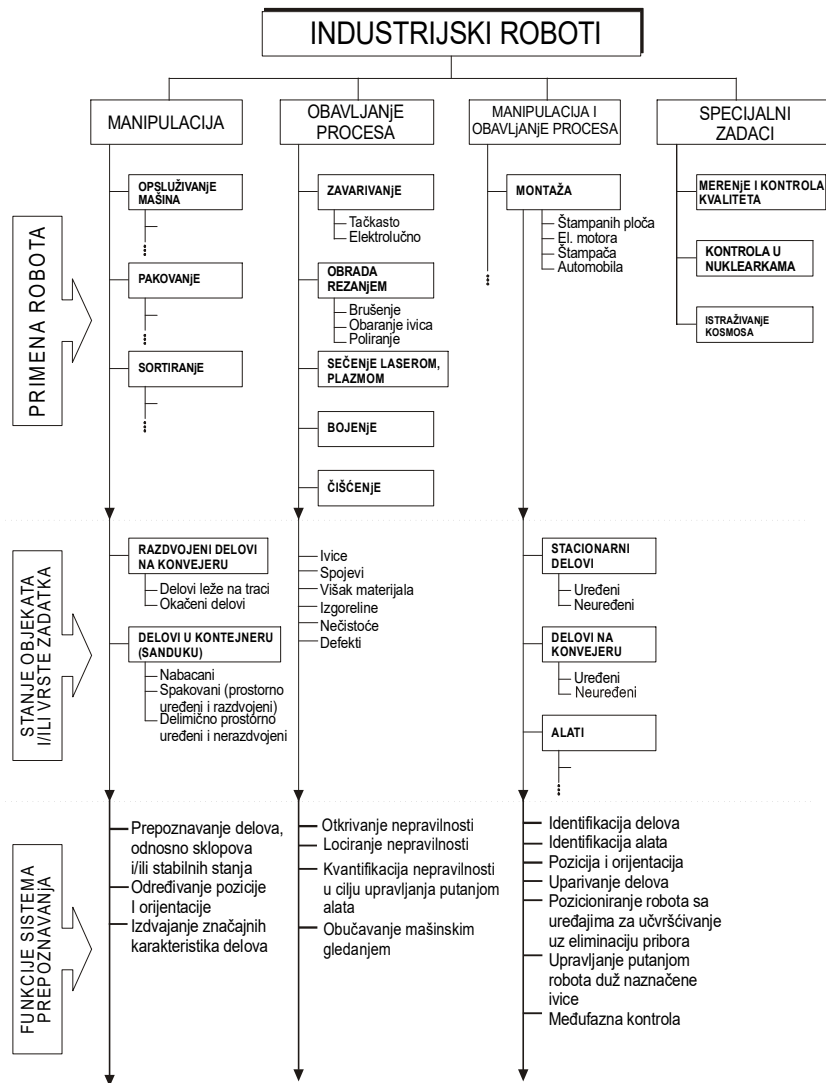 INDUSTRIJSKI ROBOTI
MANIPULACIJA
OBAVLJANjE
PROCESA
MANIPULACIJA I
OBAVLjANjE PROCESA
SPECIJALNI
ZADACI
PRIMENA ROBOTA
OPSLUŽIVANjE
MAŠINA
PAKOVANjE
SORTIRANjE
ZAVARIVANjE
Tačkasto
Elektrolučno
OBRADA
REZANjEM
Brušenje
Obaranje ivica
Poliranje
SEČENjE LASEROM,
PLAZMOM
BOJENjE
ČIŠĆENjE
MONTAŽA
Štampanih ploča
El. motora
Štampača
Automobila
MERENjE I KONTROLA
KVALITETA
KONTROLA U
NUKLEARKAMA
ISTRAŽIVANjE
KOSMOSA
STANJE OBJEKATA
I/ILI VRSTE ZADATKA
RAZDVOJENI DELOVI
NA KONVEJERU
Delovi leže na traci
Okačeni delovi
DELOVI U KONTEJNERU
(SANDUKU)
Nabacani
Spakovani (prostorno
uređeni i razdvojeni)
Delimično prostorno
uređeni i nerazdvojeni
Ivice
Spojevi
Višak materijala
Izgoreline
Nečistoće
Defekti
STACIONARNI
DELOVI
Uređeni
Neuređeni
DELOVI NA
KONVEJERU
Uređeni
Neuređeni
ALATI
FUNKCIJE SISTEMA
PREPOZNAVANJA
Prepoznavanje delova,
odnosno sklopova
i/ili stabilnih stanja
Određivanje pozicije
I orijentacije
Izdvajanje značajnih
karakteristika delova
Otkrivanje nepravilnosti
Lociranje nepravilnosti
Kvantifikacija nepravilnosti
u cilju upravljanja putanjom
alata
Obučavanje mašinskim
gledanjem
Identifikacija delova
Identifikacija alata
Pozicija i orijentacija
Uparivanje delova
Pozicioniranje robota sa
uređajima za učvršćivanje
uz eliminaciju pribora
Upravljanje putanjom
robota duž naznačene
ivice
Međufazna kontrola